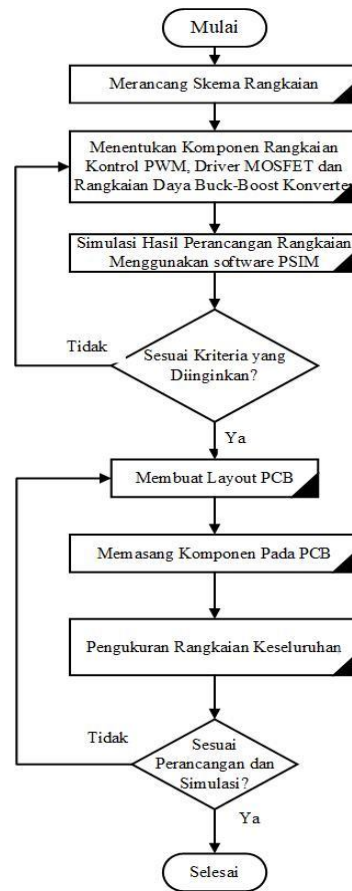 Mulai
Merancang Skema Rangkaian
Menentukan Komponen Rangkaian
Kontrol PWM, Driver MOSFET dan
Rangkaian Daya Buck-Boost Konverter
Simulasi Hasil Perancangan Rangkaian
Menggunakan software PSIM
Tidak
Sesuai Kriteria yang
Diinginkan?
Ya
Membuat Layout PCB
Memasang Komponen Pada PCB
Pengukuran Rangkaian Keseluruhan
Tidak
Sesuai
Perancangan dan
Simulasi?
Ya
Selesai